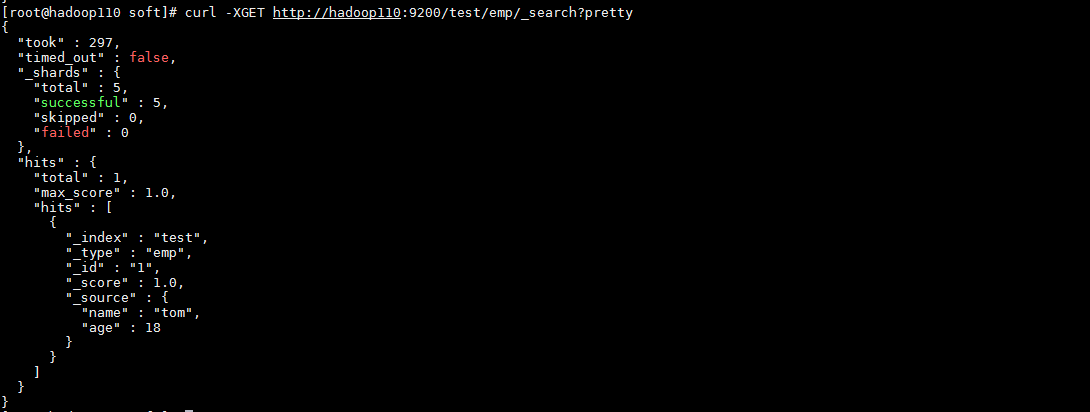 [root@hadoop110 soft]# curl -XGET http://hadoop110:9200/test/emp/_search?pretty
{
  "took" : 297,
  "timed_out" : false,
  "_shards" : {
    "total" : 5,
    "successful" : 5,
    "skipped" : 0,
    "failed" : 0
  },
  "hits" : {
    "total" : 1,
    "max_score" : 1.0,
    "hits" : [
      {
        "_index" : "test",
        "_type" : "emp",
        "_id" : "1",
        "_score" : 1.0,
        "_source" : {
          "name" : "tom",
          "age" : 18
        }
      }
    ]
  }
}